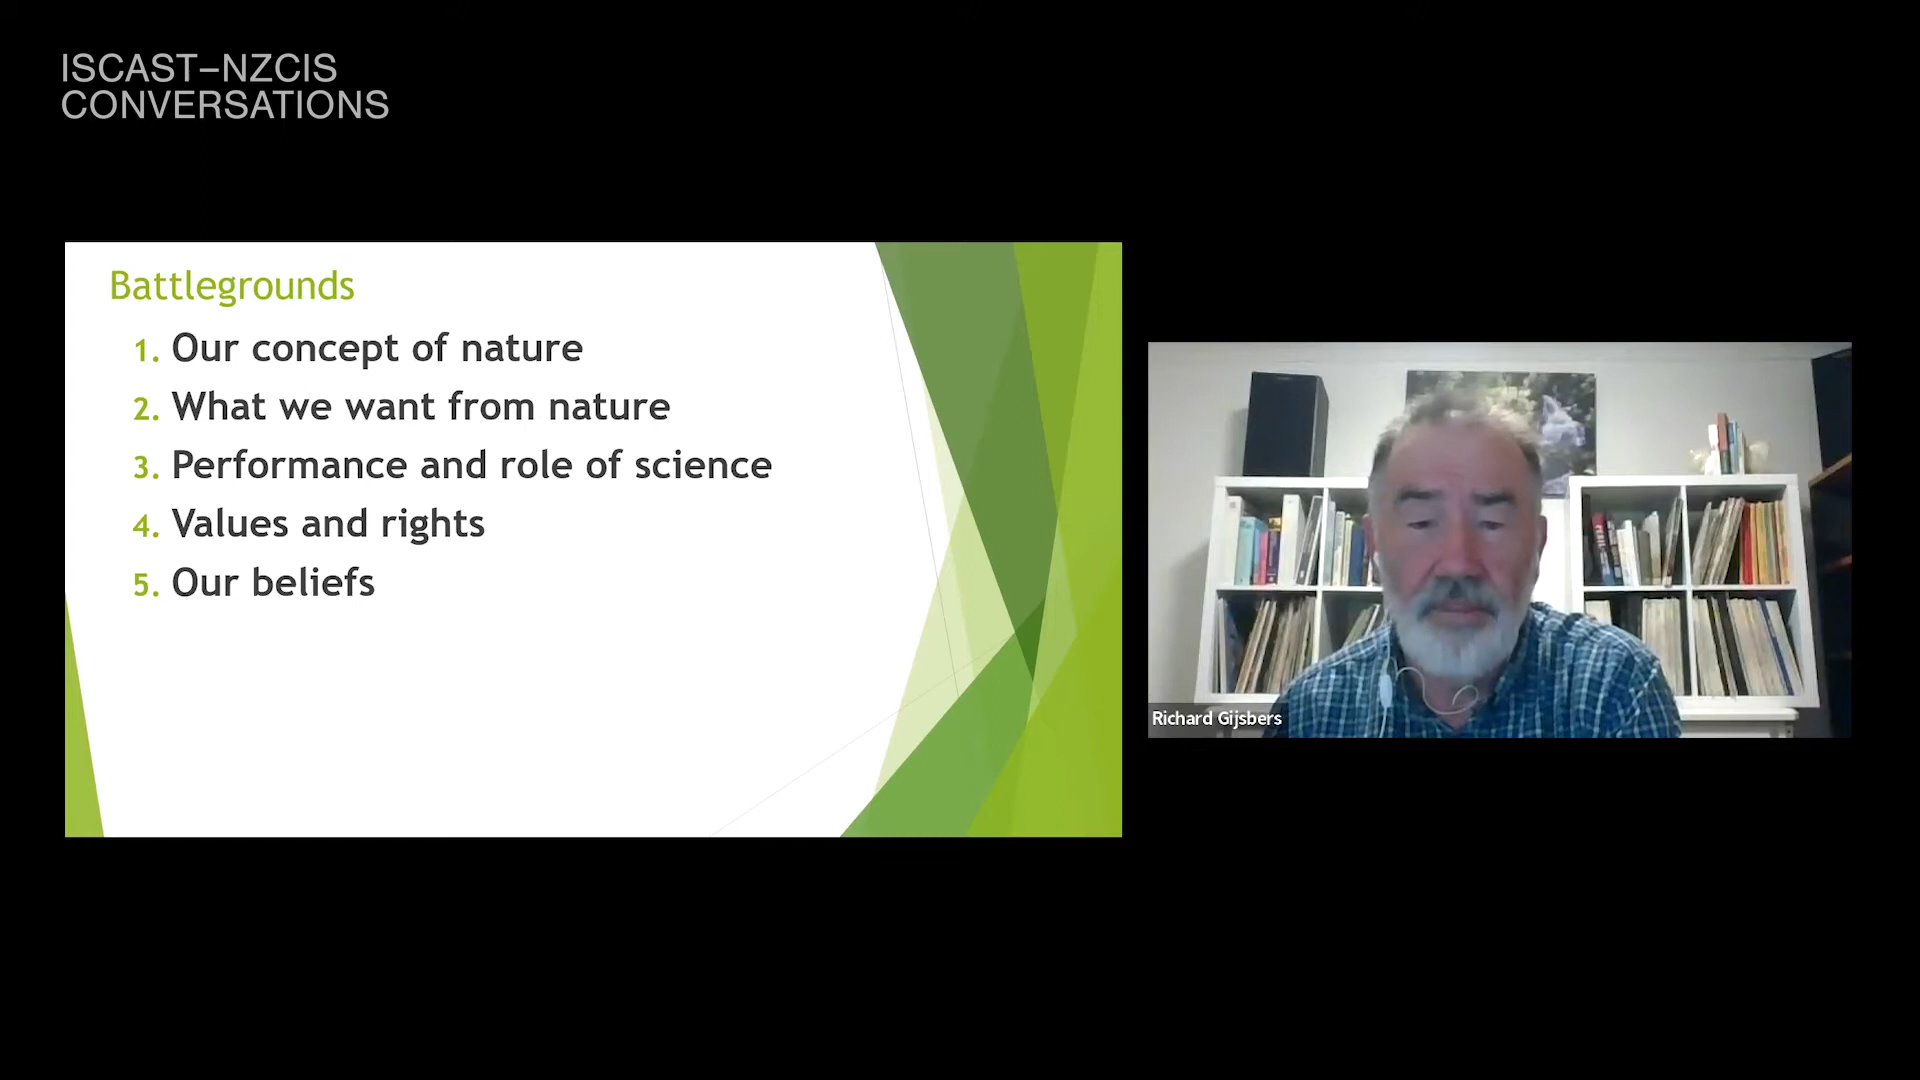 ISCAST–NZCIS
CONVERSATIONS
Battlegrounds
1. Our concept of nature
2. What we want from nature
3. Performance and role of science
4. Values and rights
5. Our beliefs
Richard Gijsbers